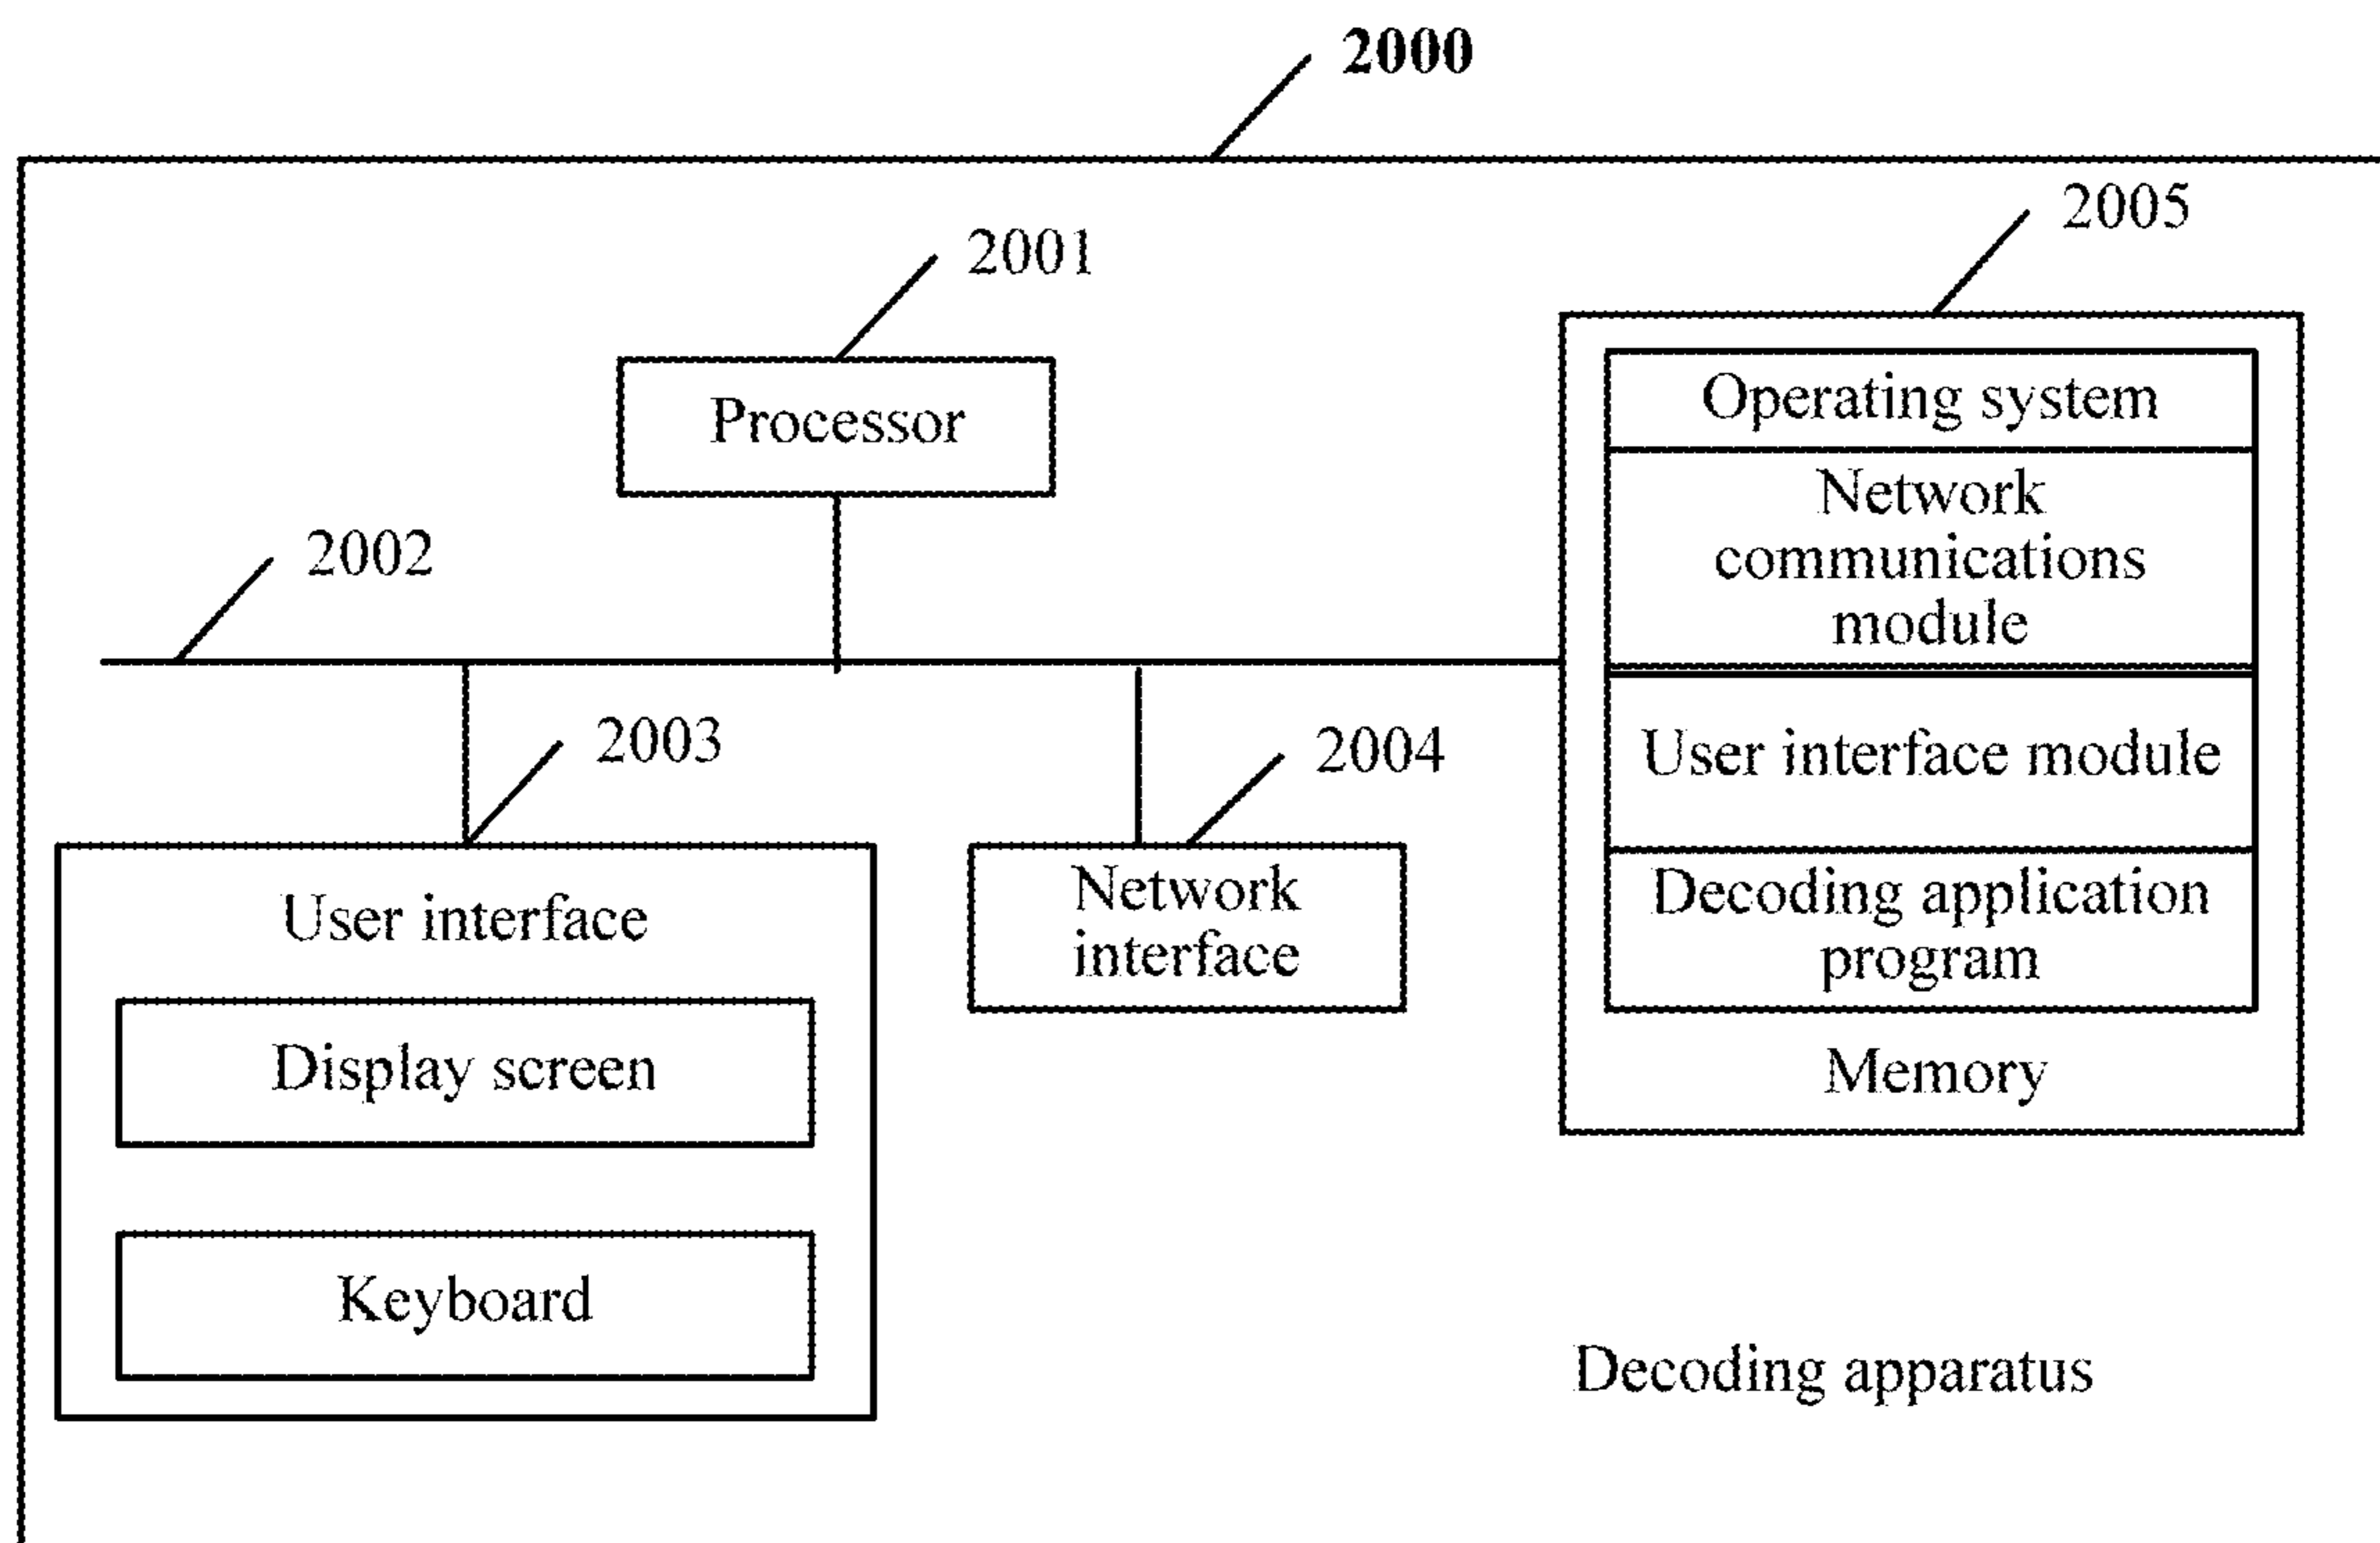 2000
2005
2001
Processor
Operating system
Network
communications
module
2002
2003
2004
User interface module
User interface
Network
interface
Decoding application
program
Display screen
Memory
Keyboard
Decoding apparatus